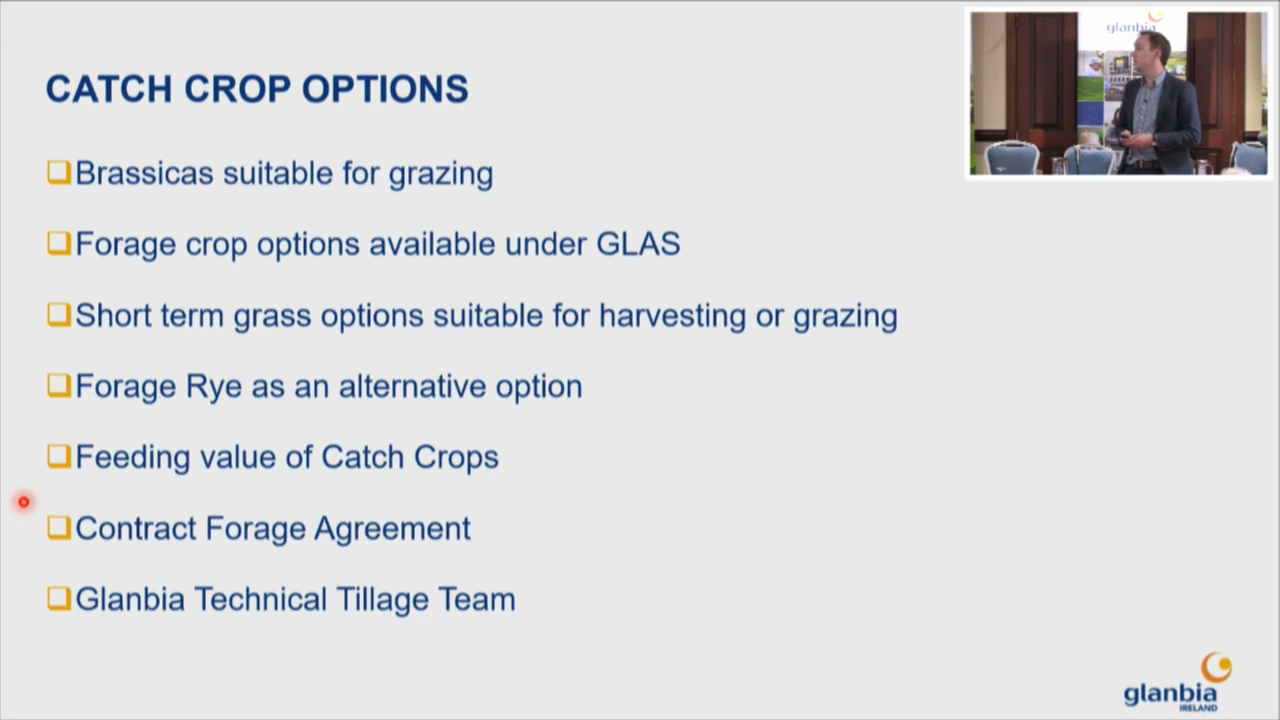 glanbia
CATCH CROP OPTIONS
Brassicas suitable for grazing
Forage crop options available under GLAS
Short term grass options suitable for harvesting or grazing
Forage Rye as an alternative option
Feeding value of Catch Crops
Contract Forage Agreement
Glanbia Technical Tillage Team
glanbia
IRELAND